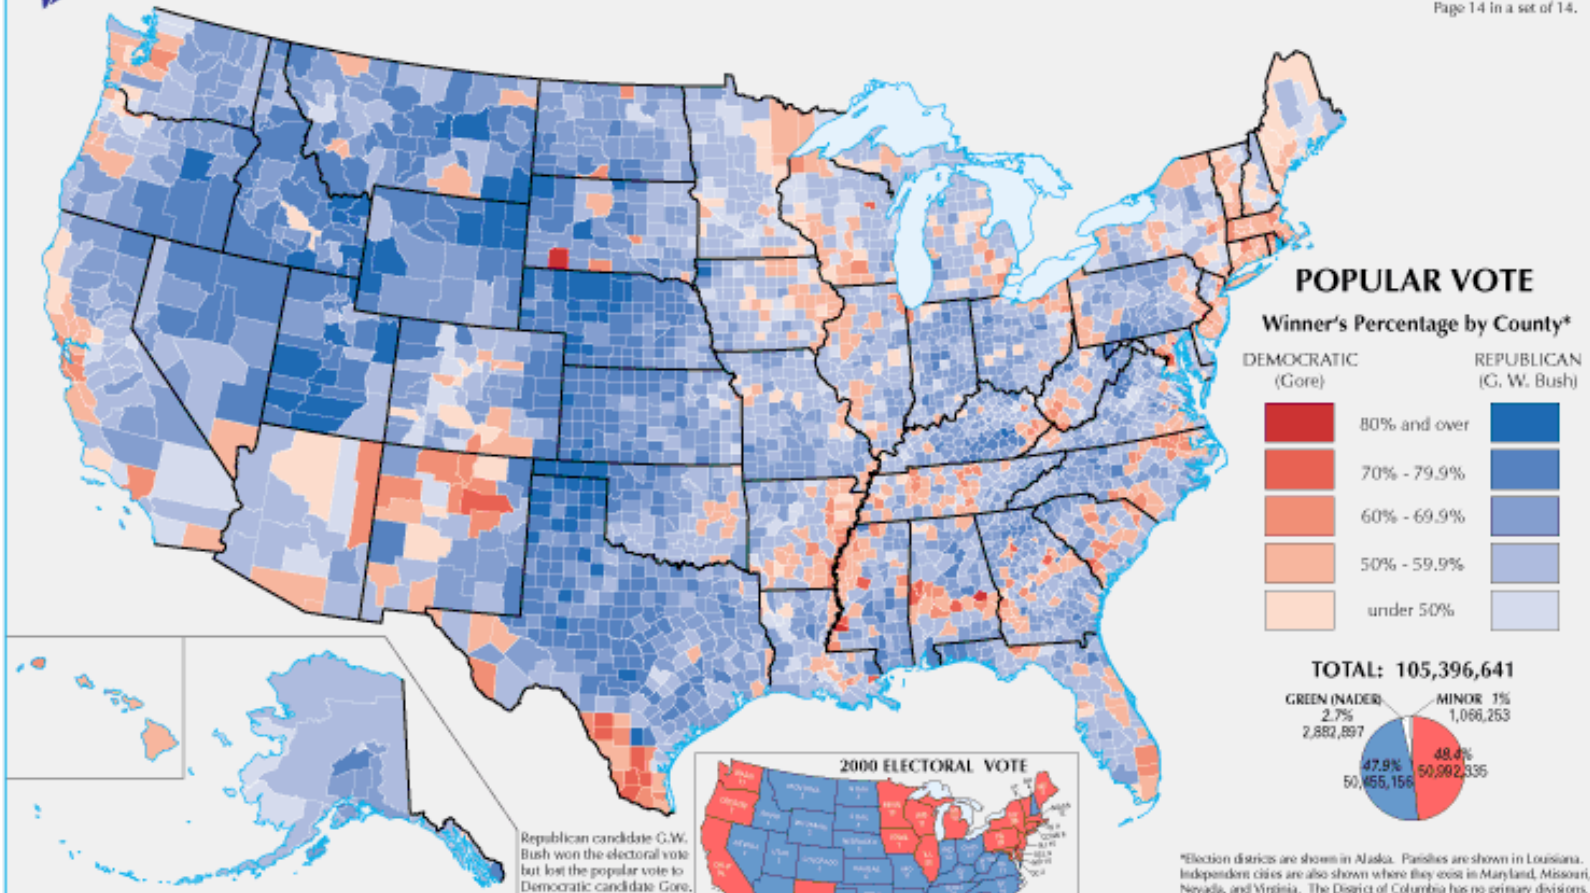 Page 14 in a set of 14.
POPULAR VOTE
Winner's Percentage by County*
DEMOCRATIC
(Gore)
REPUBLICAN
(G. W. Bush)
80% and over
70% - 79.9%
60% - 69.9%
50% - 59.9%
under 50%
TOTAL: 105,396,641
GREEN (NADER)
2.7%
2,882,897
MINOR 1%
1,066,253
47.9%
50,455,156
48.4%
50,992,335
2000 ELECTORAL VOTE
Republican candidate G.W.
Bush won the electoral vote
but lost the popular vote to
Democratic candidate Gore.
*Election districts are shown in Alaska. Parishes are shown in Louisiana.
Independent cities are also shown where they exist in Maryland, Missouri
Nevada, and Virginia. The District of Columbia has no primary divisions